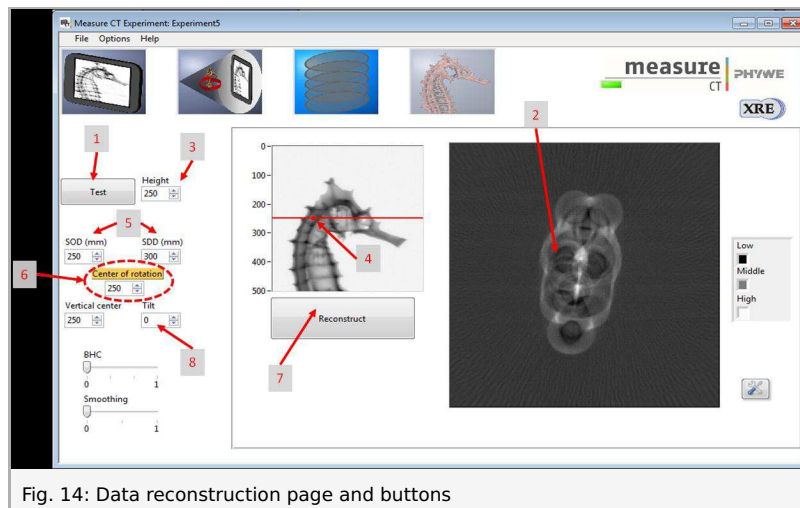 Measure CT Experiment: Experiment5
File Options Help
measure
CT
PHYWE
XRE
1
3
2
Test
Height
250
5
SOD (mm)
SDD (mm)
250
300
6
Center of rotation
250
Vertical center
Tilt
250
0
8
BHC
0 1
Smoothing
0 1
0
100
200
300
400
500
4
Reconstruct
7
Low
Middle
High
Fig. 14: Data reconstruction page and buttons